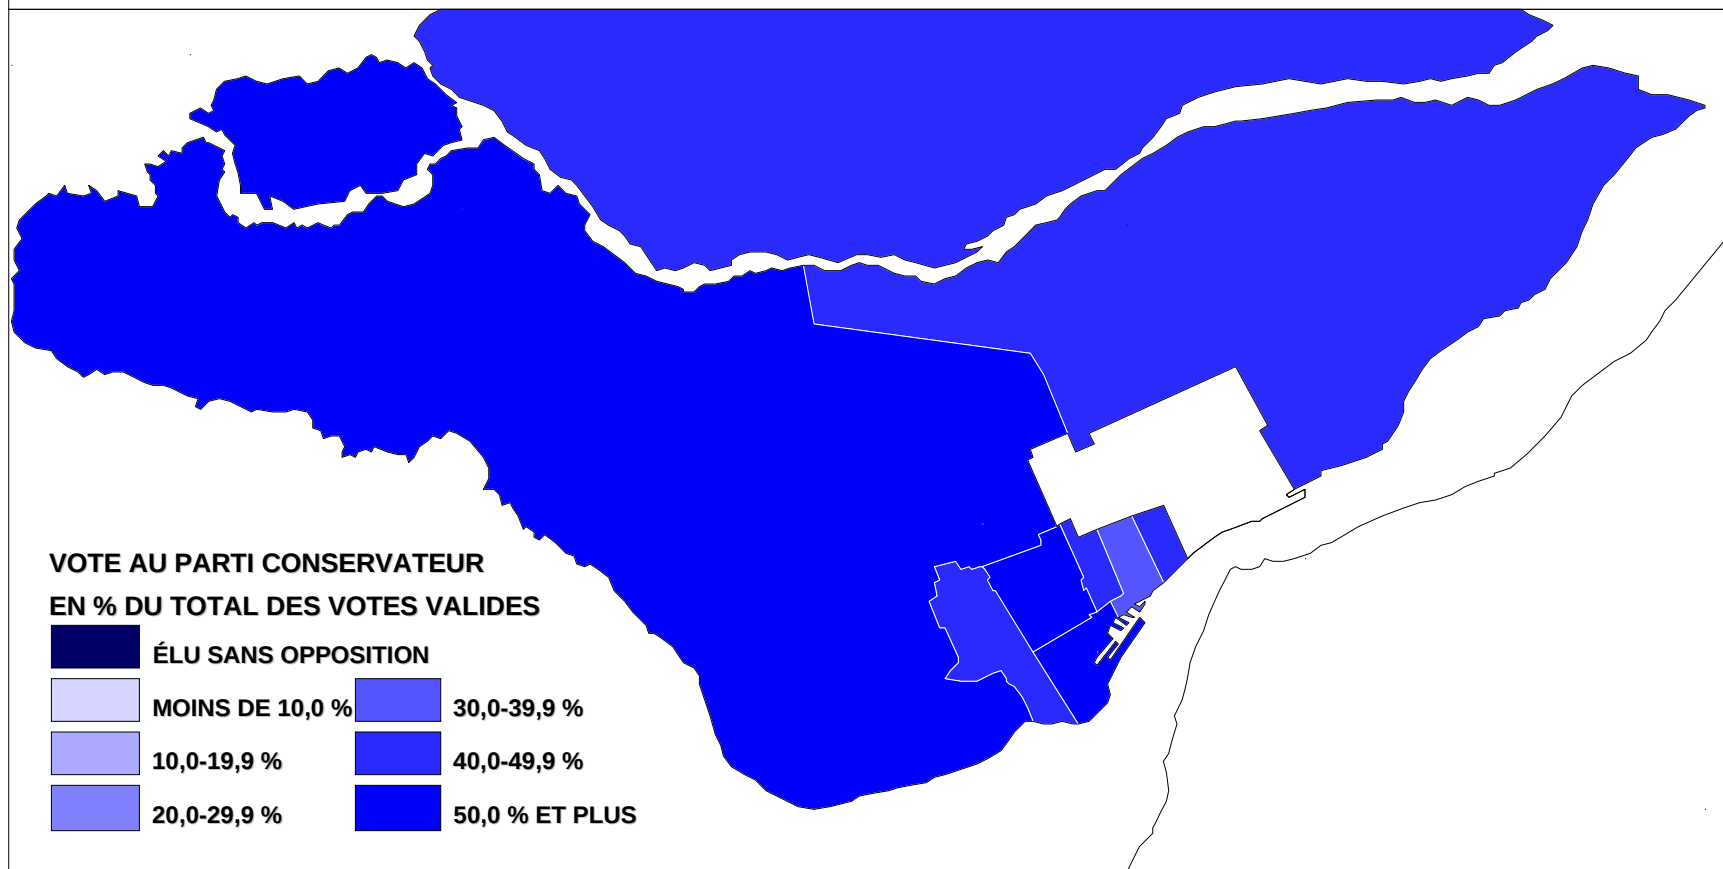 VOTE AU PARTI CONSERVATEUR
EN % DU TOTAL DES VOTES VALIDES
ÉLU SANS OPPOSITION
MOINS DE 10,0 %
30,0-39,9 %
10,0-19,9 %
40,0-49,9 %
20,0-29,9 %
50,0 % ET PLUS